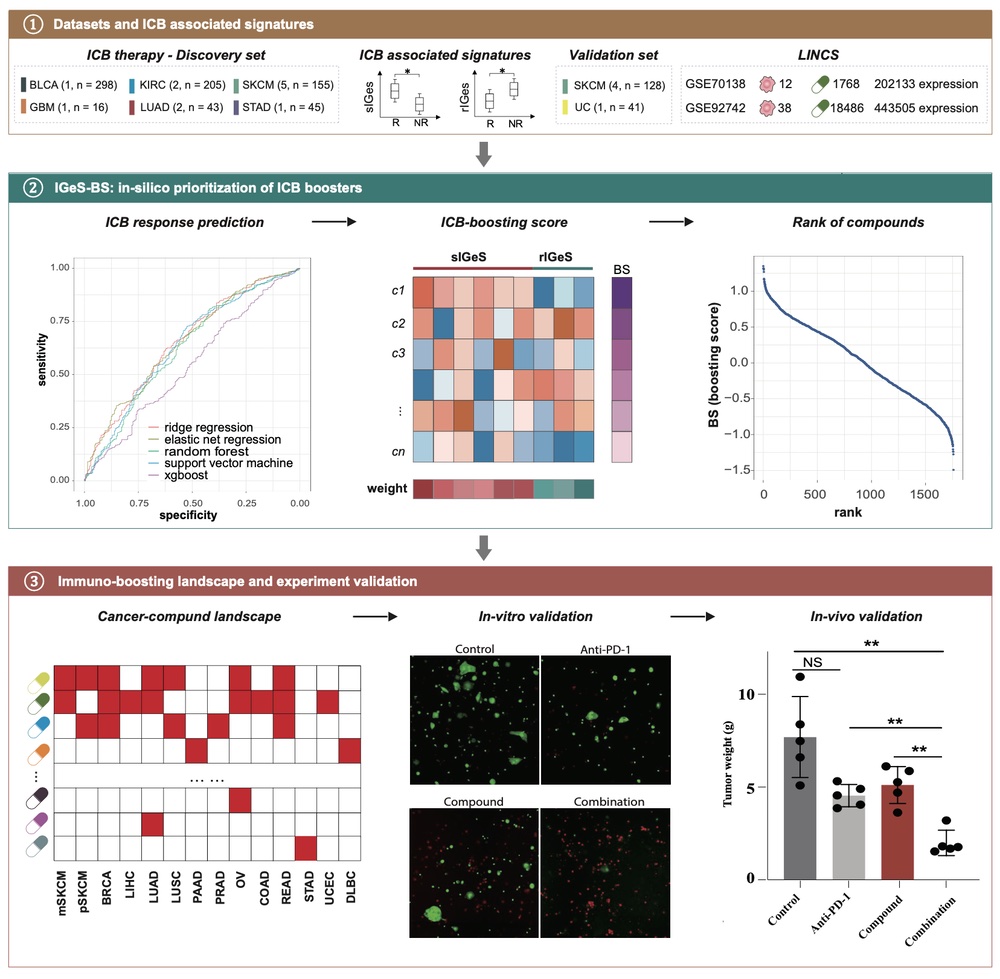 1 Datasets and ICB associated signatures
ICB therapy - Discovery set
BLCA (1, n = 298) KIRC (2, n = 205) SKCM (5, n = 155)
GBM (1, n = 16) LUAD (2, n = 43) STAD (1, n = 45)
ICB associated signatures
sIGes
*
R NR
rIGes
*
R NR
Validation set
SKCM (4, n = 128)
UC (1, n = 41)
LINCS
GSE70138 12 1768 202133 expression
GSE92742 38 18486 443505 expression
2 IGeS-BS: in-silico prioritization of ICB boosters
ICB response prediction
sensitivity
1.00
0.75
0.50
0.25
0.00
ridge regression
elastic net regression
random forest
support vector machine
xgboost
1.00 0.75 0.50 0.25 0.00
specificity
ICB-boosting score
sIGeS rIGeS
BS
c1
c2
c3
...
cn
weight
Rank of compounds
BS (boosting score)
1.0
0.5
0.0
−0.5
−1.0
−1.5
0 500 1000 1500
rank
3 Immuno-boosting landscape and experiment validation
Cancer-compund landscape
...
... ...
mSKCM
pSKCM
BRCA
LIHC
LUAD
LUSC
PAAD
PRAD
OV
COAD
READ
STAD
UCEC
DLBC
In-vitro validation
Control Anti-PD-1
Compound Combination
In-vivo validation
**
NS
**
**
Tumor weight (g)
10
5
0
Control
Anti-PD-1
Compound
Combination